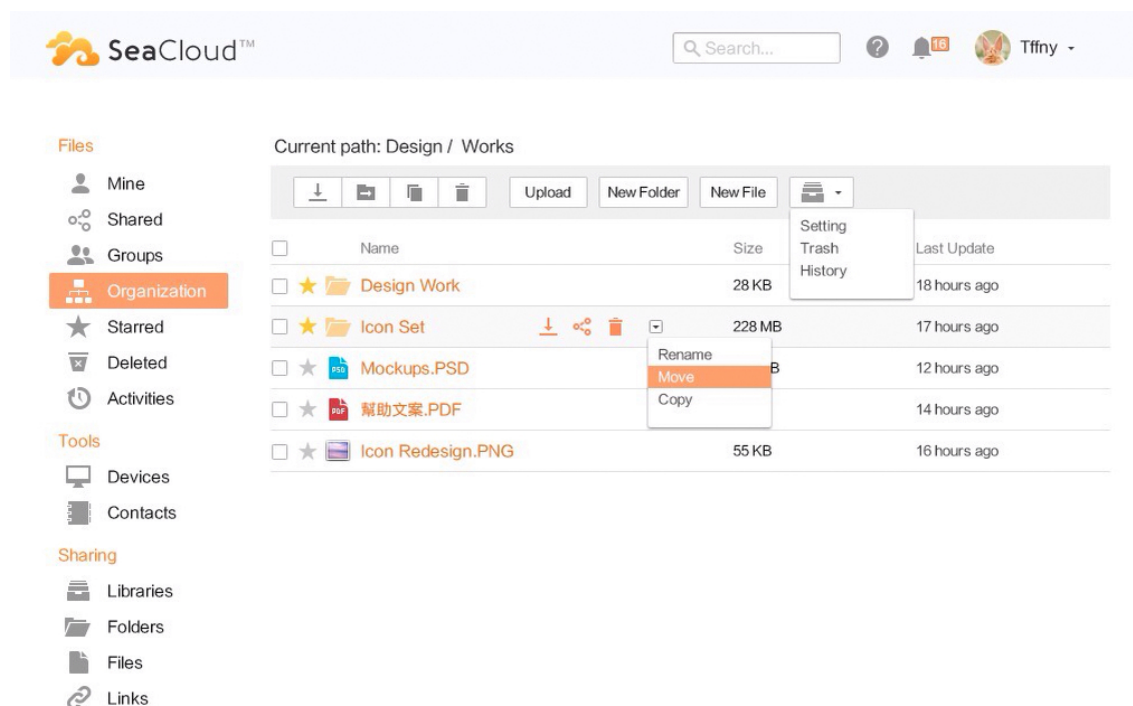 SeaCloud™
Search...
16
Tffny
Files
Mine
Shared
Groups
Organization
Starred
Deleted
Activities
Tools
Devices
Contacts
Sharing
Libraries
Folders
Files
Links
Current path: Design / Works
Upload New Folder New File
Setting
Trash
History
Name Size Last Update
Design Work 28 KB 18 hours ago
Icon Set 228 MB 17 hours ago
Rename
Move
Copy
PSD Mockups.PSD B 12 hours ago
PDF 幫助文案.PDF 14 hours ago
Icon Redesign.PNG 55 KB 16 hours ago